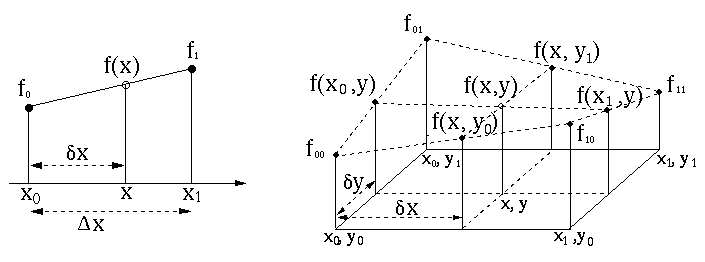 f₀
f(x)
f₁
δx
x₀
x
x₁
Δx
f₀₁
f(x, y₁)
f(x₀,y)
f(x,y)
f(x₁,y)
f₁₁
f(x, y₀)
f₁₀
f₀₀
x₀, y₁
x₁, y₁
δy
δx
x, y
x₀, y₀
x₁,y₀